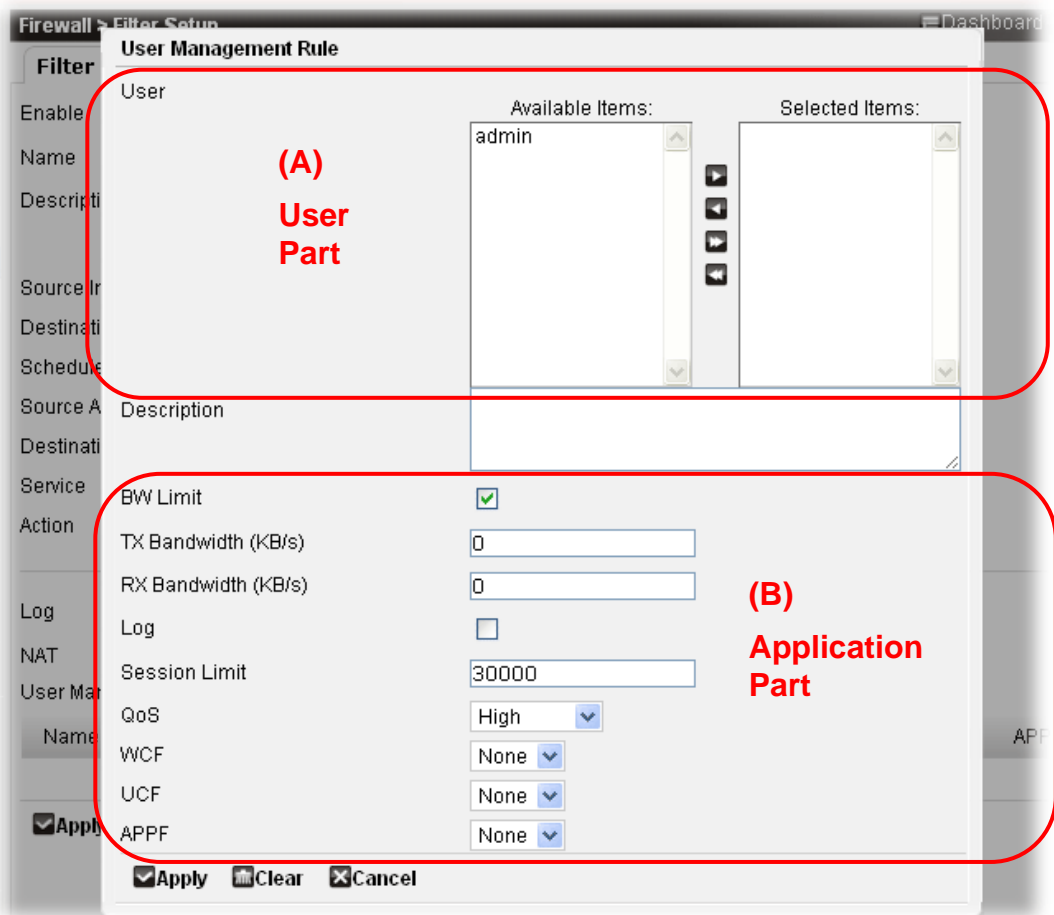 Firewall > Filter Setup
Dashboard
User Management Rule
Filter
User
Available Items:
Selected Items:
Enable
admin
Name
(A)
User
Part
Descripti
Source In
Destinati
Schedule
Source A
Description
Destinati
Service
BW Limit
Action
TX Bandwidth (KB/s)
0
RX Bandwidth (KB/s)
0
(B)
Application
Part
Log
Log
Session Limit
30000
NAT
User Man
QoS
High
Name
APPF
WCF
None
UCF
None
Apply
APPF
None
Apply
Clear
Cancel